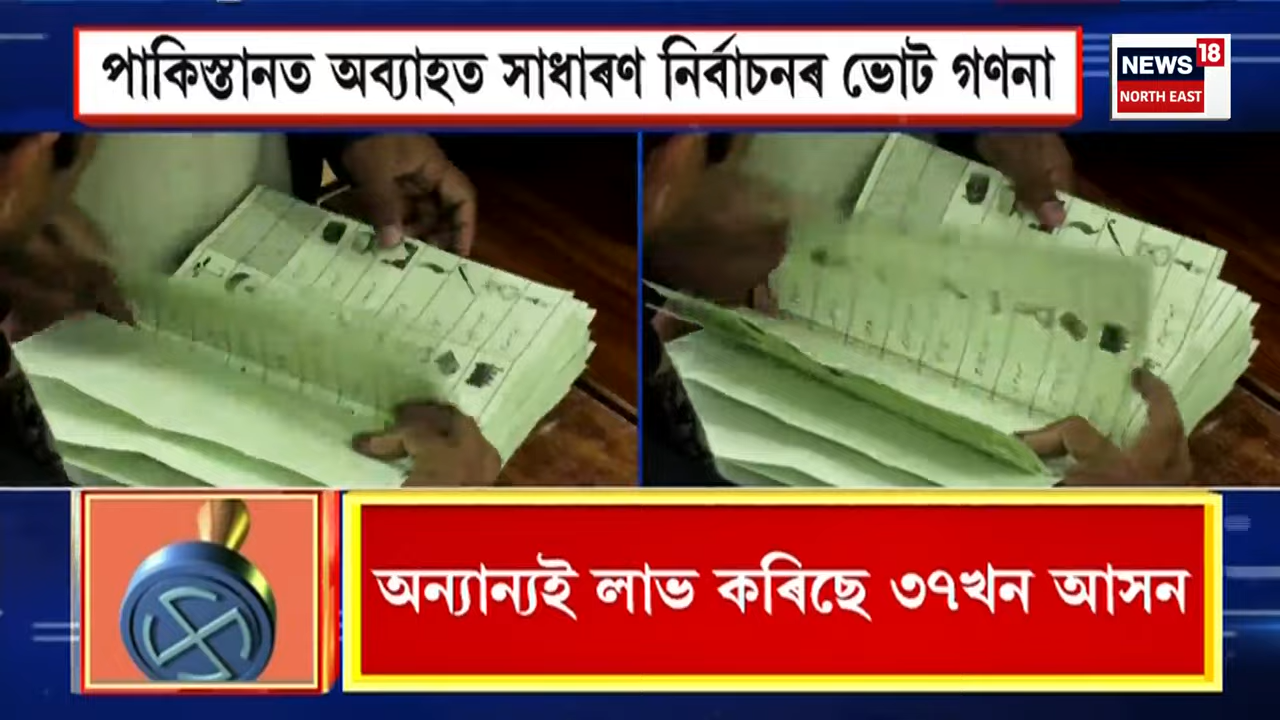 পাকিস্তানত অব্যাহত সাধাৰণ নিৰ্বাচনৰ ভোট গণনা
NEWS 18
NORTH EAST
অন্যান্যই লাভ কৰিছে ৩৭খন আসন